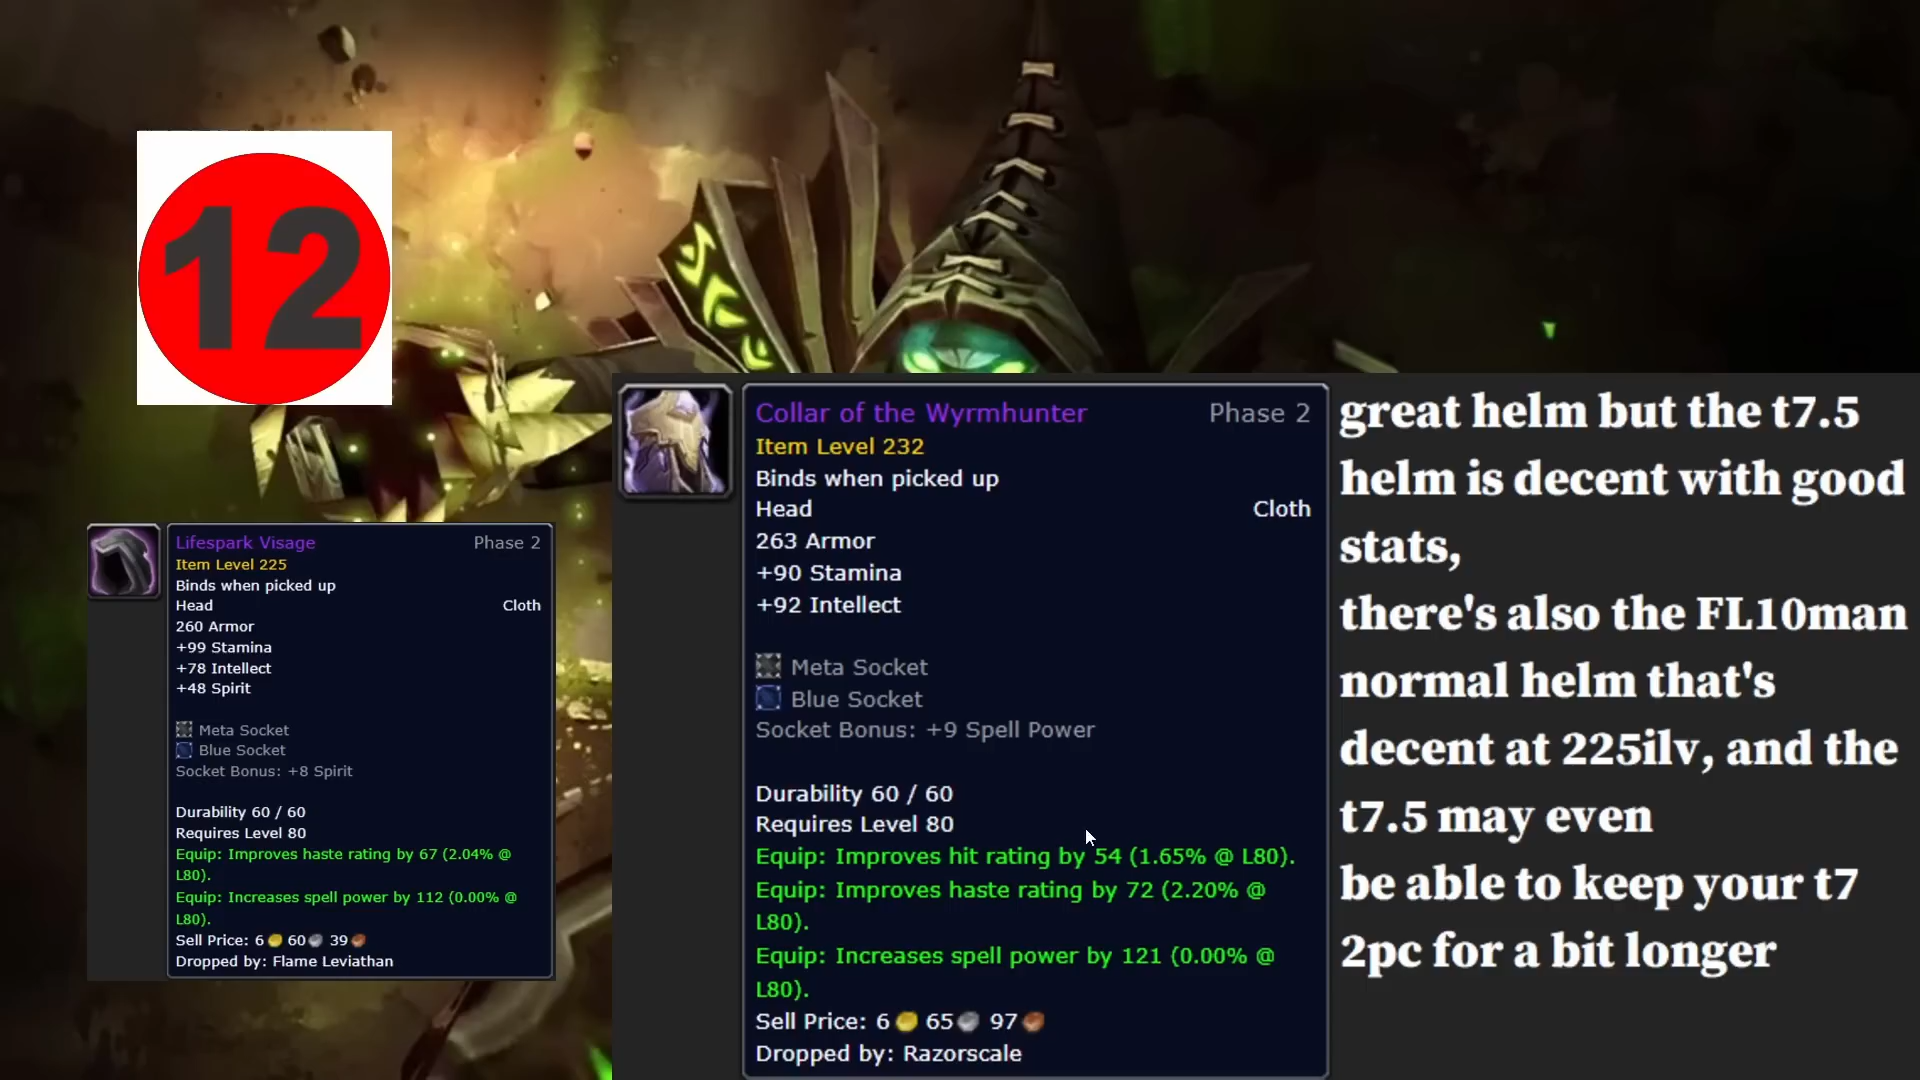 12
Lifespark Visage Phase 2
Item Level 225
Binds when picked up
Head Cloth
260 Armor
+99 Stamina
+78 Intellect
+48 Spirit
Meta Socket
Blue Socket
Socket Bonus: +8 Spirit
Durability 60 / 60
Requires Level 80
Equip: Improves haste rating by 67 (2.04% @
L80).
Equip: Increases spell power by 112 (0.00% @
L80).
Sell Price: 6 60 39
Dropped by: Flame Leviathan
Collar of the Wyrmhunter Phase 2
Item Level 232
Binds when picked up
Head Cloth
263 Armor
+90 Stamina
+92 Intellect
Meta Socket
Blue Socket
Socket Bonus: +9 Spell Power
Durability 60 / 60
Requires Level 80
Equip: Improves hit rating by 54 (1.65% @ L80).
Equip: Improves haste rating by 72 (2.20% @
L80).
Equip: Increases spell power by 121 (0.00% @
L80).
Sell Price: 6 65 97
Dropped by: Razorscale
great helm but the t7.5
helm is decent with good
stats,
there's also the FL10man
normal helm that's
decent at 225ilv, and the
t7.5 may even
be able to keep your t7
2pc for a bit longer